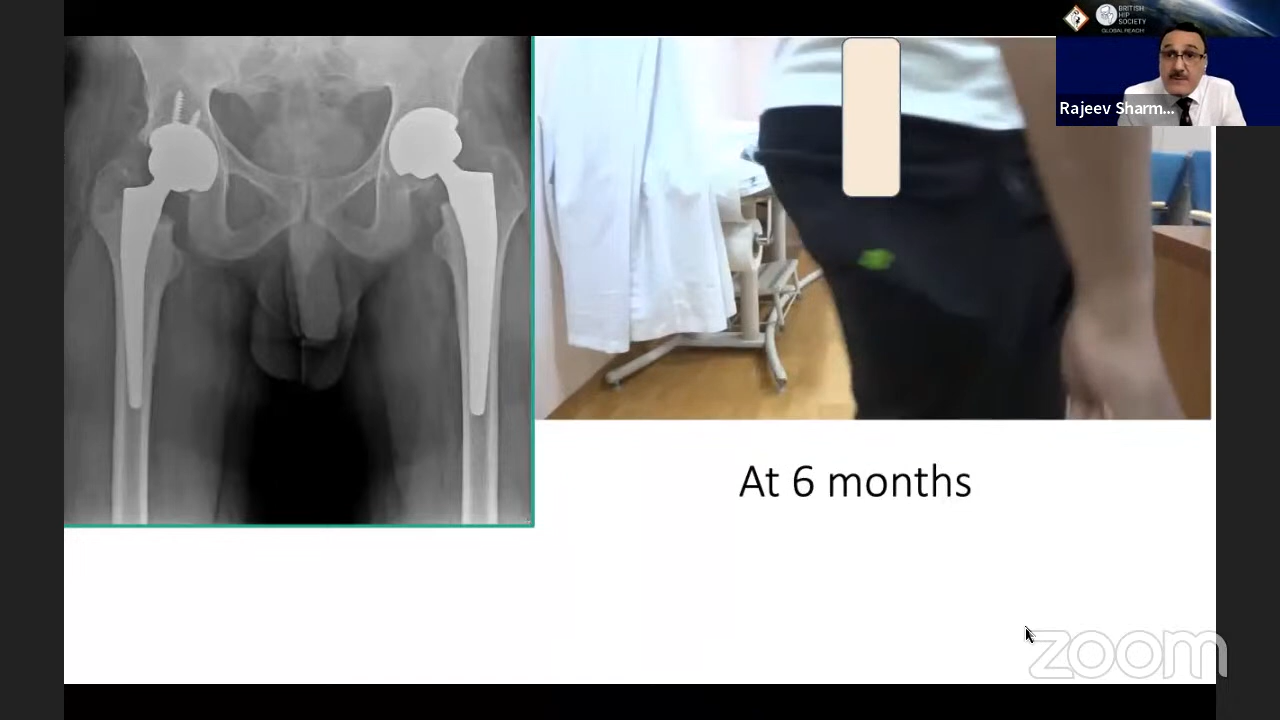 BRITISH
HIP
SOCIETY
GLOBAL REACH
Rajeev Sharm...
At 6 months
zoom